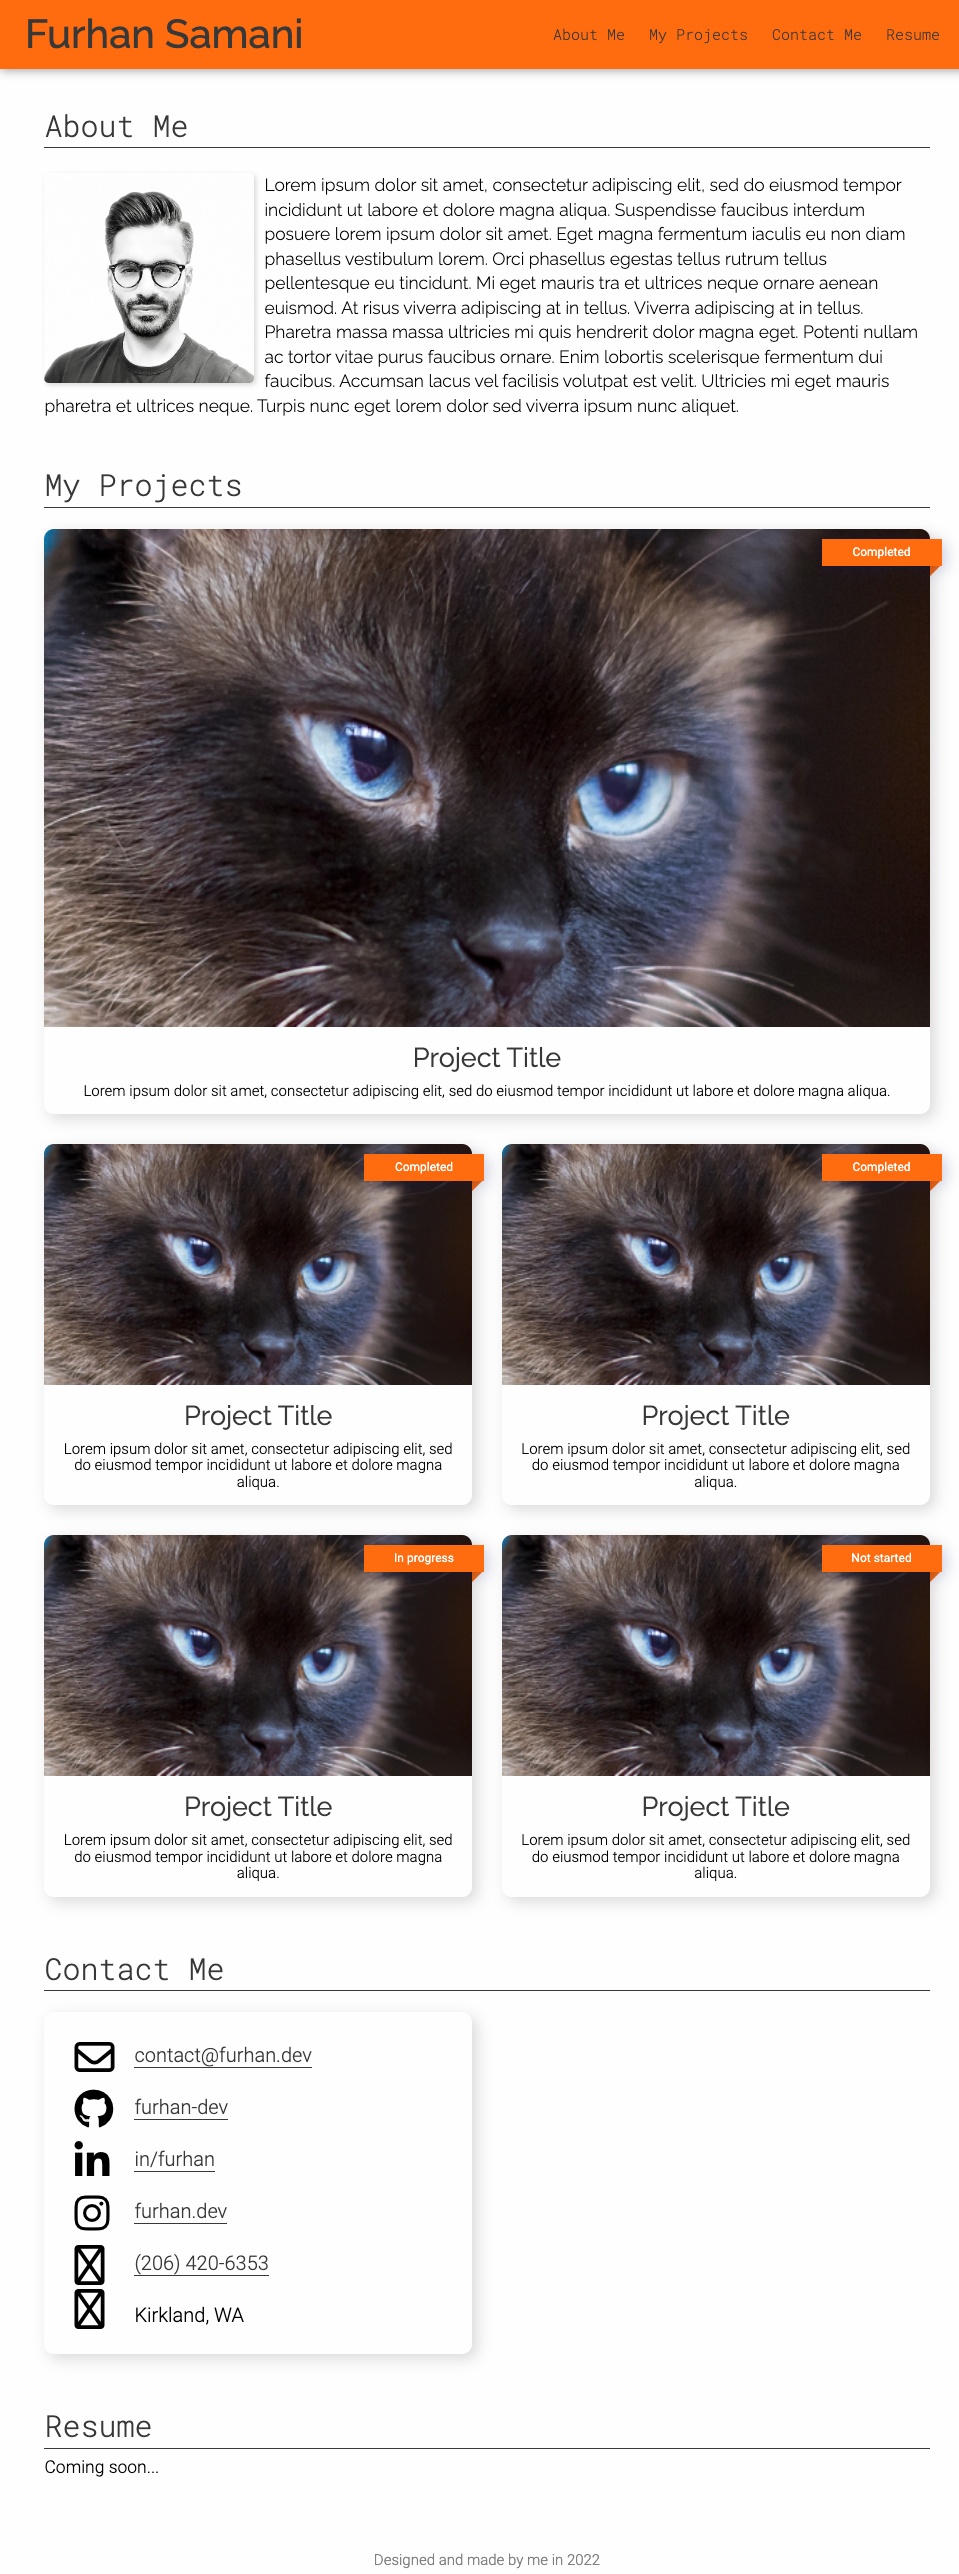 Furhan Samani
About Me My Projects Contact Me Resume
About Me
Lorem ipsum dolor sit amet, consectetur adipiscing elit, sed do eiusmod tempor
incididunt ut labore et dolore magna aliqua. Suspendisse faucibus interdum
posuere lorem ipsum dolor sit amet. Eget magna fermentum iaculis eu non diam
phasellus vestibulum lorem. Orci phasellus egestas tellus rutrum tellus
pellentesque eu tincidunt. Mi eget mauris tra et ultrices neque ornare aenean
euismod. At risus viverra adipiscing at in tellus. Viverra adipiscing at in tellus.
Pharetra massa massa ultricies mi quis hendrerit dolor magna eget. Potenti nullam
ac tortor vitae purus faucibus ornare. Enim lobortis scelerisque fermentum dui
faucibus. Accumsan lacus vel facilisis volutpat est velit. Ultricies mi eget mauris
pharetra et ultrices neque. Turpis nunc eget lorem dolor sed viverra ipsum nunc aliquet.
My Projects
Completed
Project Title
Lorem ipsum dolor sit amet, consectetur adipiscing elit, sed do eiusmod tempor incididunt ut labore et dolore magna aliqua.
Completed
Project Title
Lorem ipsum dolor sit amet, consectetur adipiscing elit, sed
do eiusmod tempor incididunt ut labore et dolore magna
aliqua.
Completed
Project Title
Lorem ipsum dolor sit amet, consectetur adipiscing elit, sed
do eiusmod tempor incididunt ut labore et dolore magna
aliqua.
In progress
Project Title
Lorem ipsum dolor sit amet, consectetur adipiscing elit, sed
do eiusmod tempor incididunt ut labore et dolore magna
aliqua.
Not started
Project Title
Lorem ipsum dolor sit amet, consectetur adipiscing elit, sed
do eiusmod tempor incididunt ut labore et dolore magna
aliqua.
Contact Me
contact@furhan.dev
furhan-dev
in/furhan
furhan.dev
(206) 420-6353
Kirkland, WA
Resume
Coming soon...
Designed and made by me in 2022